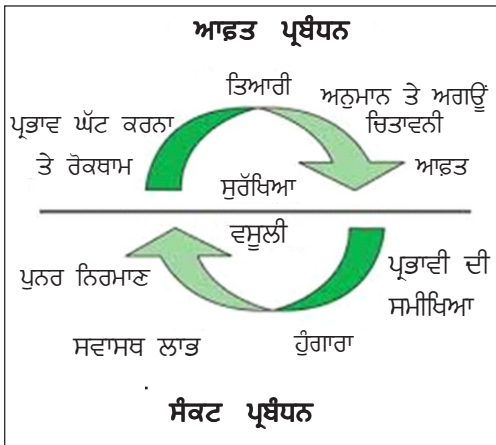 ਆਫ਼ਤ ਪ੍ਰਬੰਧਨ
ਤਿਆਰੀ
ਅਨੁਮਾਨ ਤੇ ਅਗਊਂ
ਚਿਤਾਵਨੀ
ਪ੍ਰਭਾਵ ਘੱਟ ਕਰਨਾ
ਤੇ ਰੋਕਥਾਮ
ਆਫ਼ਤ
ਸੁਰੱਖਿਆ
ਵਸੂਲੀ
ਪੁਨਰ ਨਿਰਮਾਣ
ਪ੍ਰਭਾਵੀ ਦੀ
ਸਮੀਖਿਆ
ਸਵਾਸਥ ਲਾਭ
ਹੁੰਗਾਰਾ
ਸੰਕਟ ਪ੍ਰਬੰਧਨ